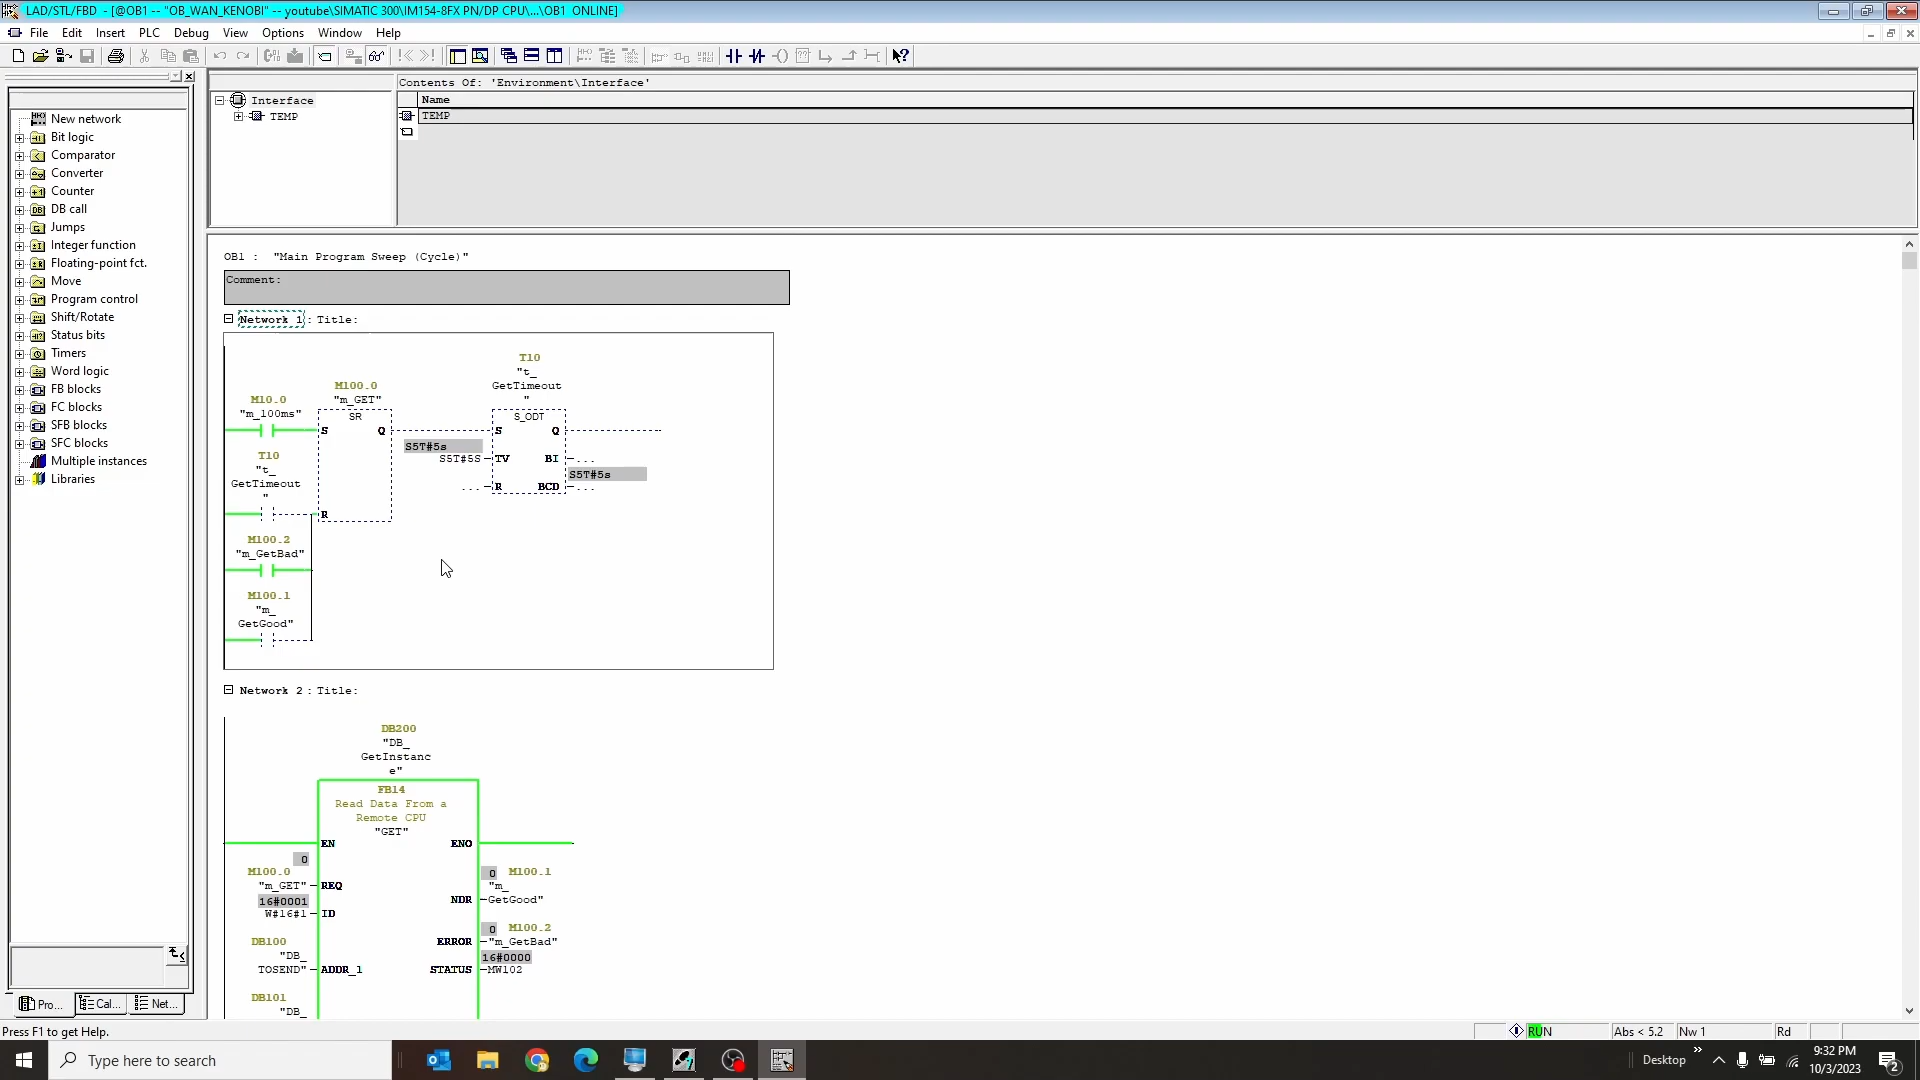 LAD/STL/FBD - [@OB1 -- "OB_WAN_KENOBI" -- youtube\SIMATIC 300\IM154-8FX PN/DP CPU\...\OB1 ONLINE]
File Edit Insert PLC Debug View Options Window Help
New network
Bit logic
Comparator
Converter
Counter
DB call
Jumps
Integer function
Floating-point fct.
Move
Program control
Shift/Rotate
Status bits
Timers
Word logic
FB blocks
FC blocks
SFB blocks
SFC blocks
Multiple instances
Libraries
Pro... Cal... Net...
Interface
TEMP
Contents Of: 'Environment\Interface'
Name
TEMP
OB1 : "Main Program Sweep (Cycle)"
Comment:
Network 1: Title:
T10
"t_
GetTimeout
"
M100.0
"m_GET"
M10.0
"m_100ms"
SR
S_ODT
S Q
S Q
S5T#5s
T10
"t_
GetTimeout
"
S5T#5S TV BI ...
S5T#5s
... R BCD ...
R
M100.2
"m_GetBad"
M100.1
"m_
GetGood"
Network 2: Title:
DB200
"DB_
GetInstanc
e"
FB14
Read Data From a
Remote CPU
"GET"
EN ENO
0
M100.0
"m_GET" REQ
0 M100.1
"m_
GetGood"
NDR
16#0001
W#16#1 ID
0 M100.2
ERROR "m_GetBad"
DB100
"DB_
TOSEND" ADDR_1
16#0000
STATUS MW102
DB101
"DB_
Press F1 to get Help.
RUN Abs < 5.2 Nw 1 Rd
Type here to search
Desktop
9:32 PM
10/3/2023
2